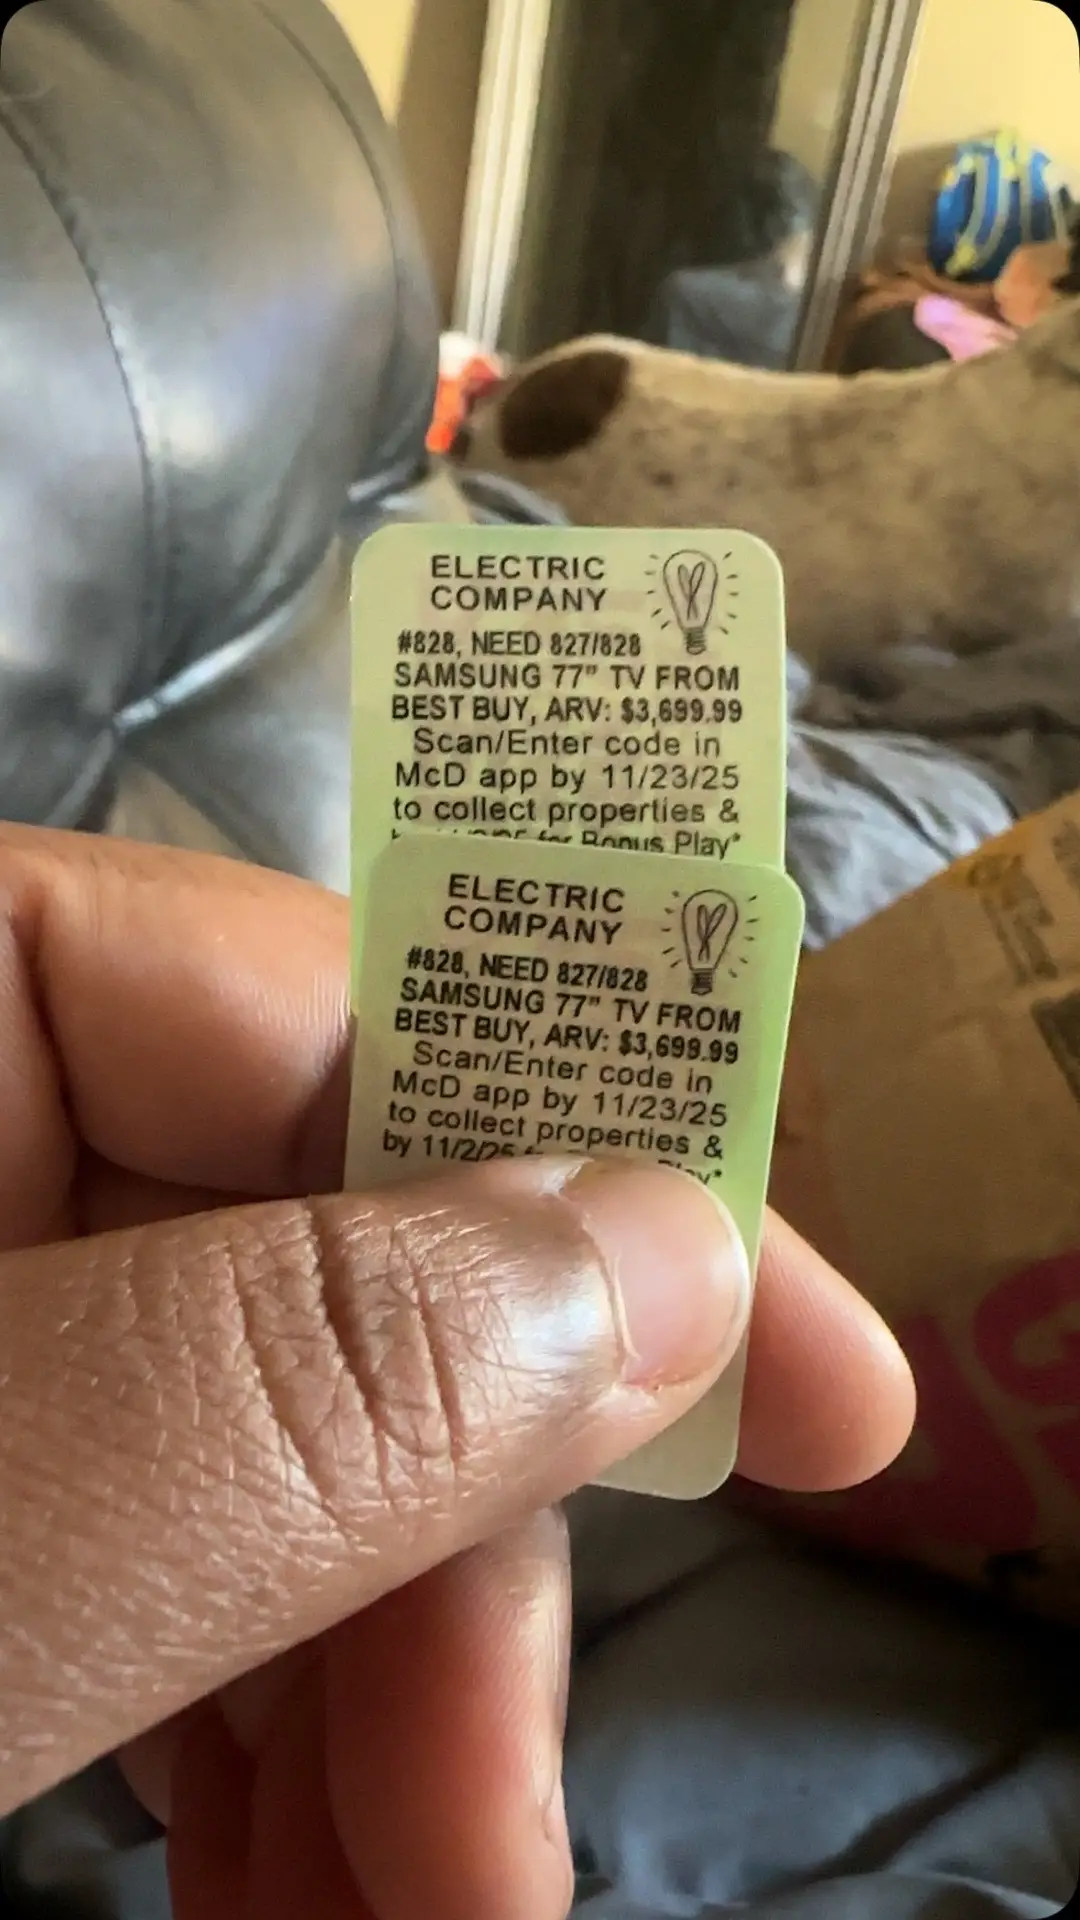 ELECTRIC
COMPANY
#828, NEED 827/828
SAMSUNG 77" TV FROM
BEST BUY, ARV: $3,699.99
Scan/Enter code in
McD app by 11/23/25
to collect properties &
for Bonus Play*
ELECTRIC
COMPANY
#828, NEED 827/828
SAMSUNG 77" TV FROM
BEST BUY, ARV: $3,699.99
Scan/Enter code in
McD app by 11/23/25
to collect properties &
by 11/2/25